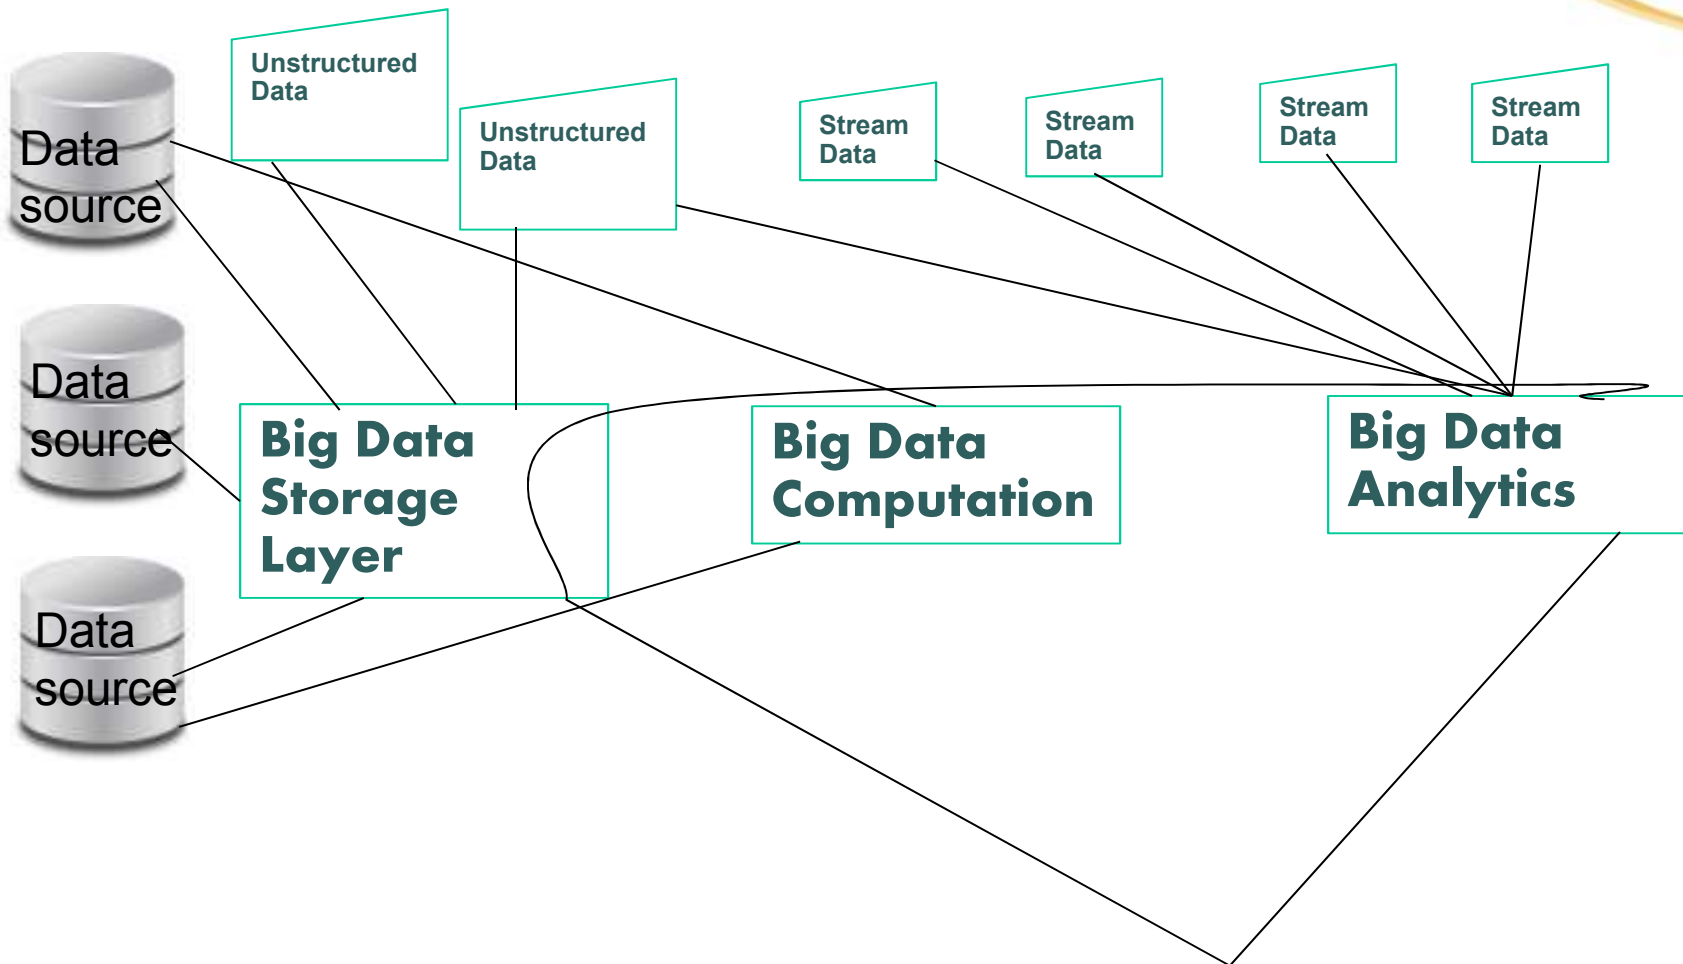 Unstructured
Data
Unstructured
Data
Stream
Data
Stream
Data
Stream
Data
Stream
Data
Data
source
Data
source
Data
source
Big Data
Storage
Layer
Big Data
Computation
Big Data
Analytics